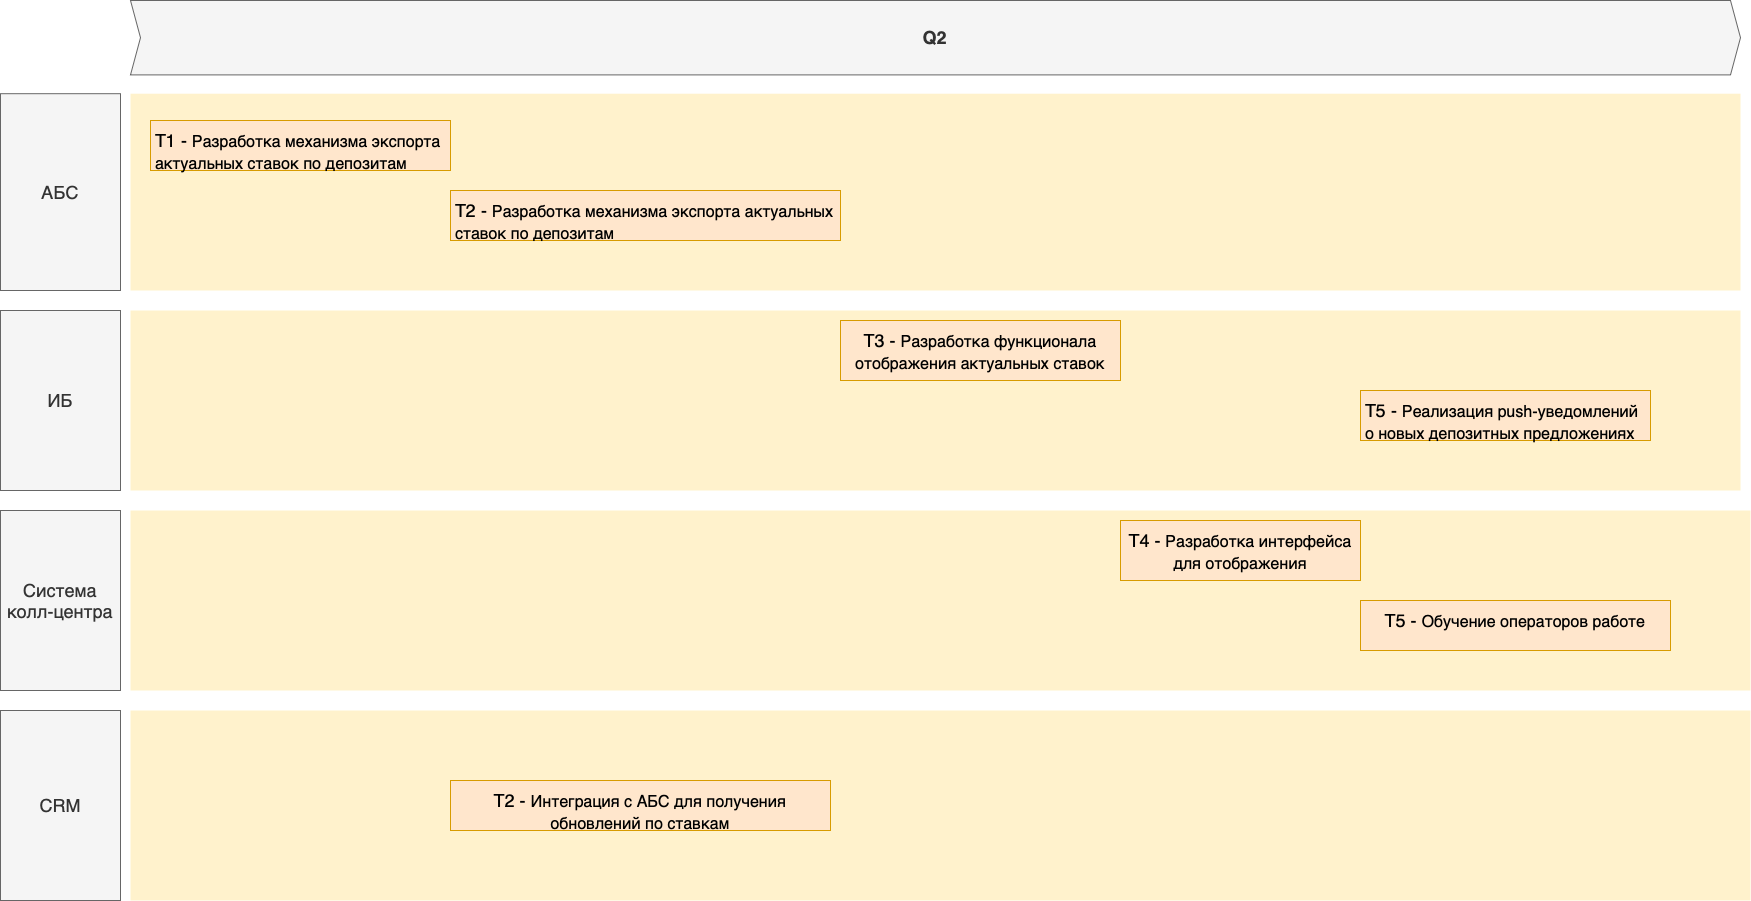 Q2
АБС
T1 - Разработка механизма экспорта
актуальных ставок по депозитам
T2 - Разработка механизма экспорта актуальных
ставок по депозитам
ИБ
T3 - Разработка функционала
отображения актуальных ставок
T5 - Реализация push-уведомлений
о новых депозитных предложениях
Система
колл-центра
T4 - Разработка интерфейса
для отображения
T5 - Обучение операторов работе
CRM
T2 - Интеграция с АБС для получения
обновлений по ставкам